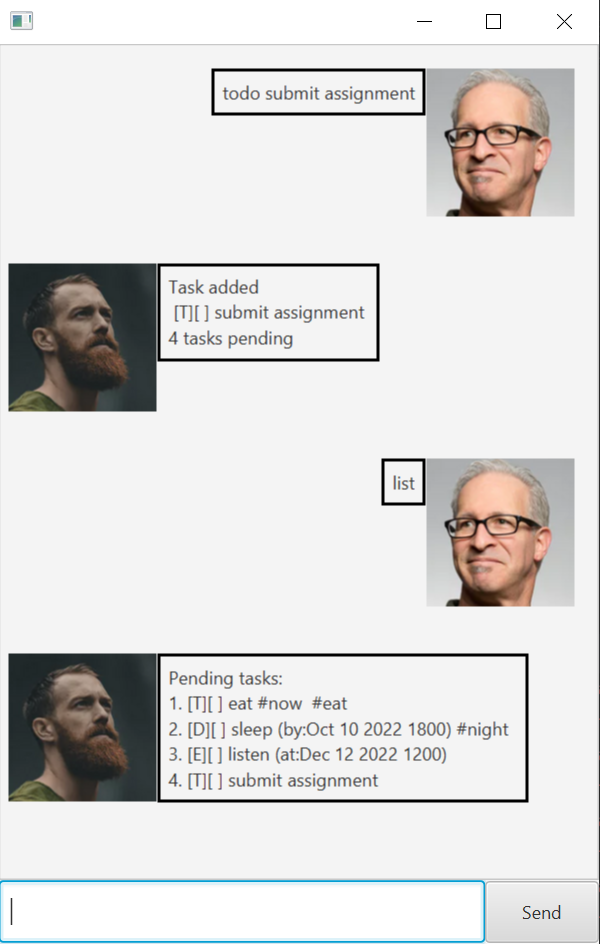 todo submit assignment
Task added
[T][ ] submit assignment
4 tasks pending
list
Pending tasks:
1. [T][ ] eat #now  #eat
2. [D][ ] sleep (by:Oct 10 2022 1800) #night
3. [E][ ] listen (at:Dec 12 2022 1200)
4. [T][ ] submit assignment
Send